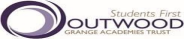 Students First
OUTWOOD
GRANGE ACADEMIES TRUST